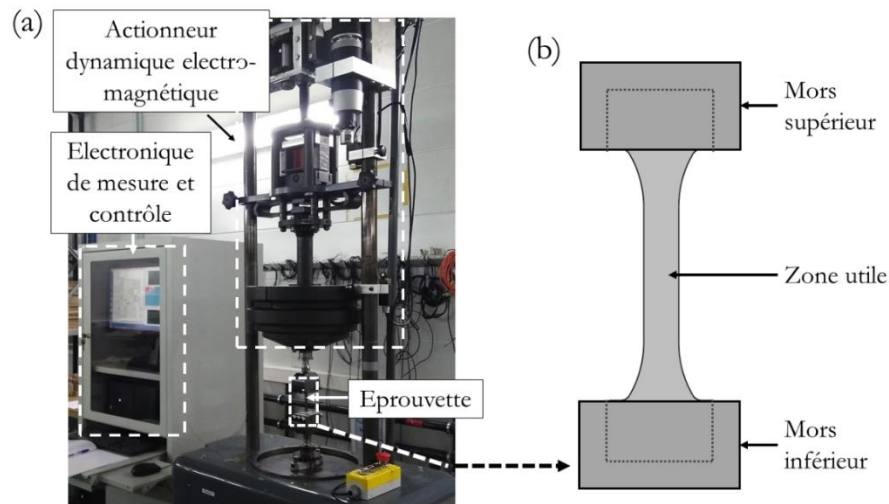 (a)
Actionneur
dynamique electro-
magnétique
Electronique
de mesure et
contrôle
Eprouvette
(b)
Mors
supérieur
Zone utile
Mors
inférieur